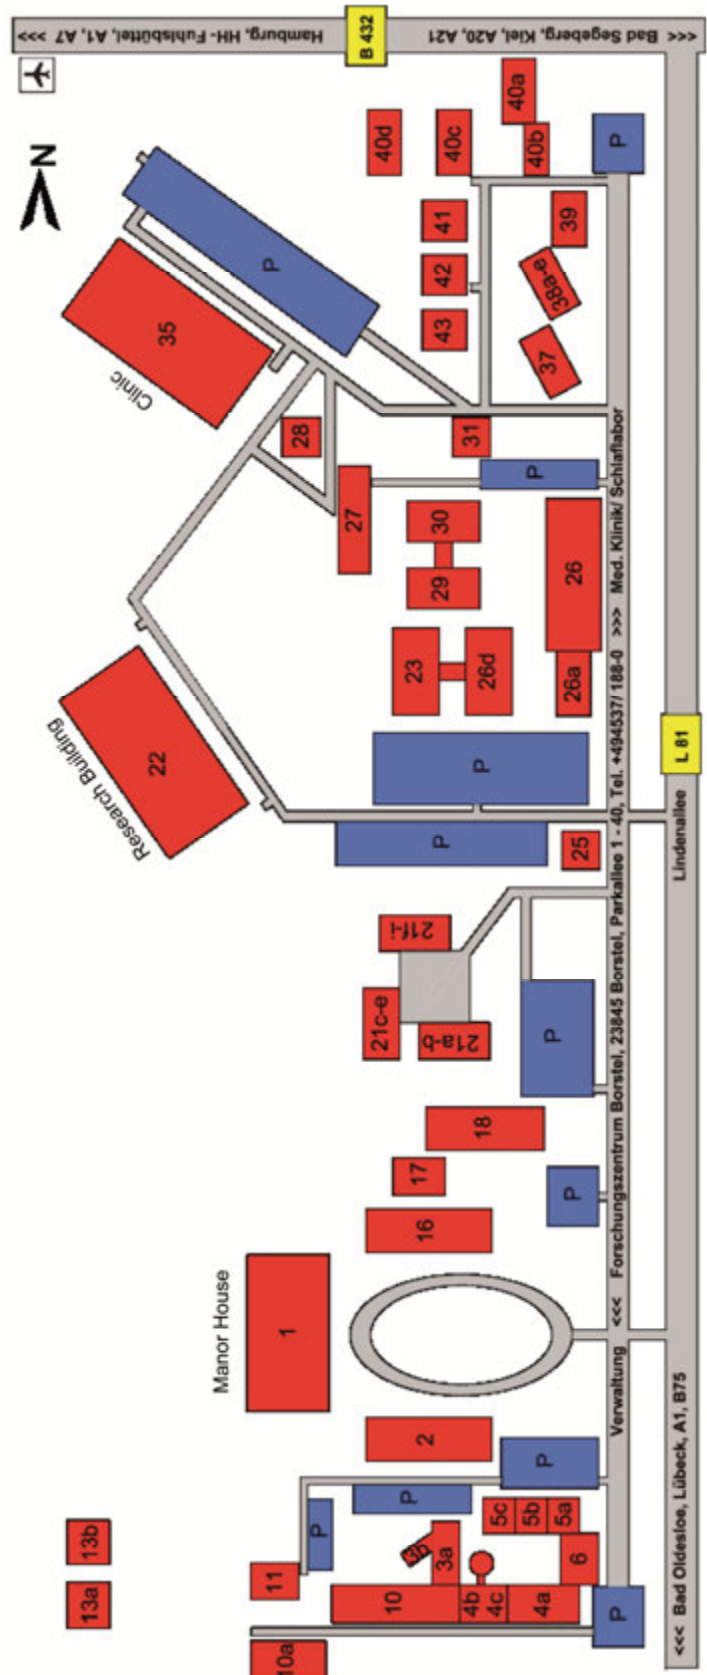 <<< Bad Segeberg, Kiel, A20, A21
B 432
Hamburg, HH- Fuhlsbüttel, A1, A7 >>>
N
40a
40b
40c
40d
P
39
38a-e
37
41
42
43
P
35
Clinic
28
31
27
P
30
29
26
26a
23
26d
22
Research Building
P
P
25
L 81
Lindenallee
21f-i
21c-e
21a-b
P
18
17
16
P
Manor House
1
2
P
P
P
13b
13a
11
3b
3a
5c
5b
5a
6
10
4b
4c
4a
10a
P
Verwaltung <<< Forschungszentrum Borstel, 23845 Borstel, Parkallee 1 - 40, Tel. +494537/ 188-0 >>> Med. Klinik/ Schlaflabor
<<< Bad Oldesloe, Lübeck, A1, B75